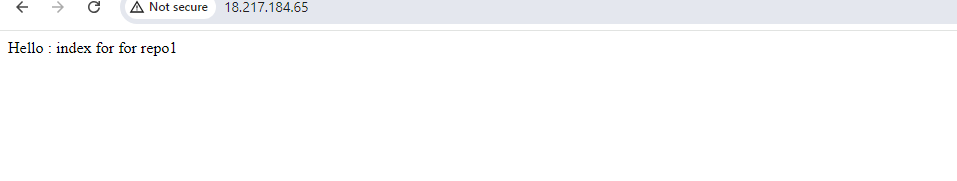 Not secure 18.217.184.65
Hello : index for for repo1